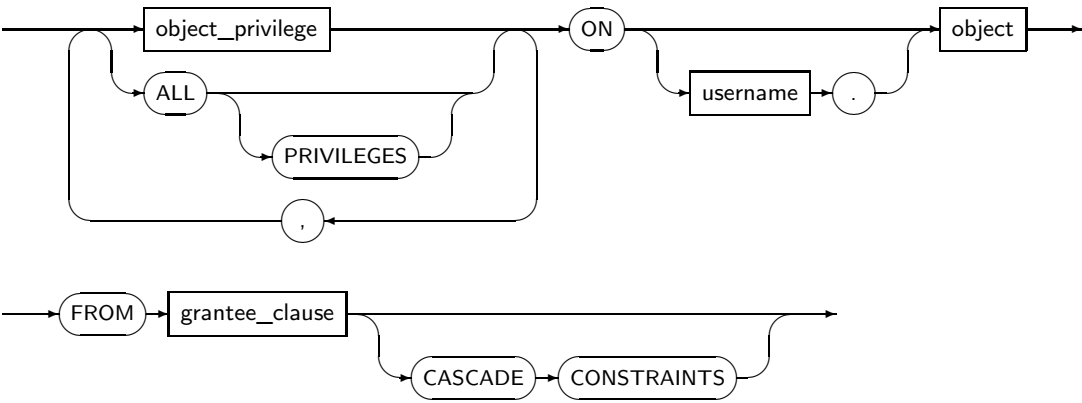 object_privilege ON object
ALL username .
PRIVILEGES
,
FROM grantee_clause
CASCADE CONSTRAINTS